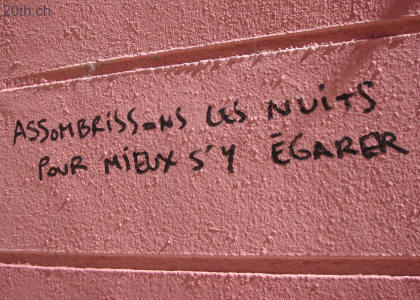 20th.ch
ASSOMBRISSONS LES NUITS
POUR MIEUX S'Y ÉGARER